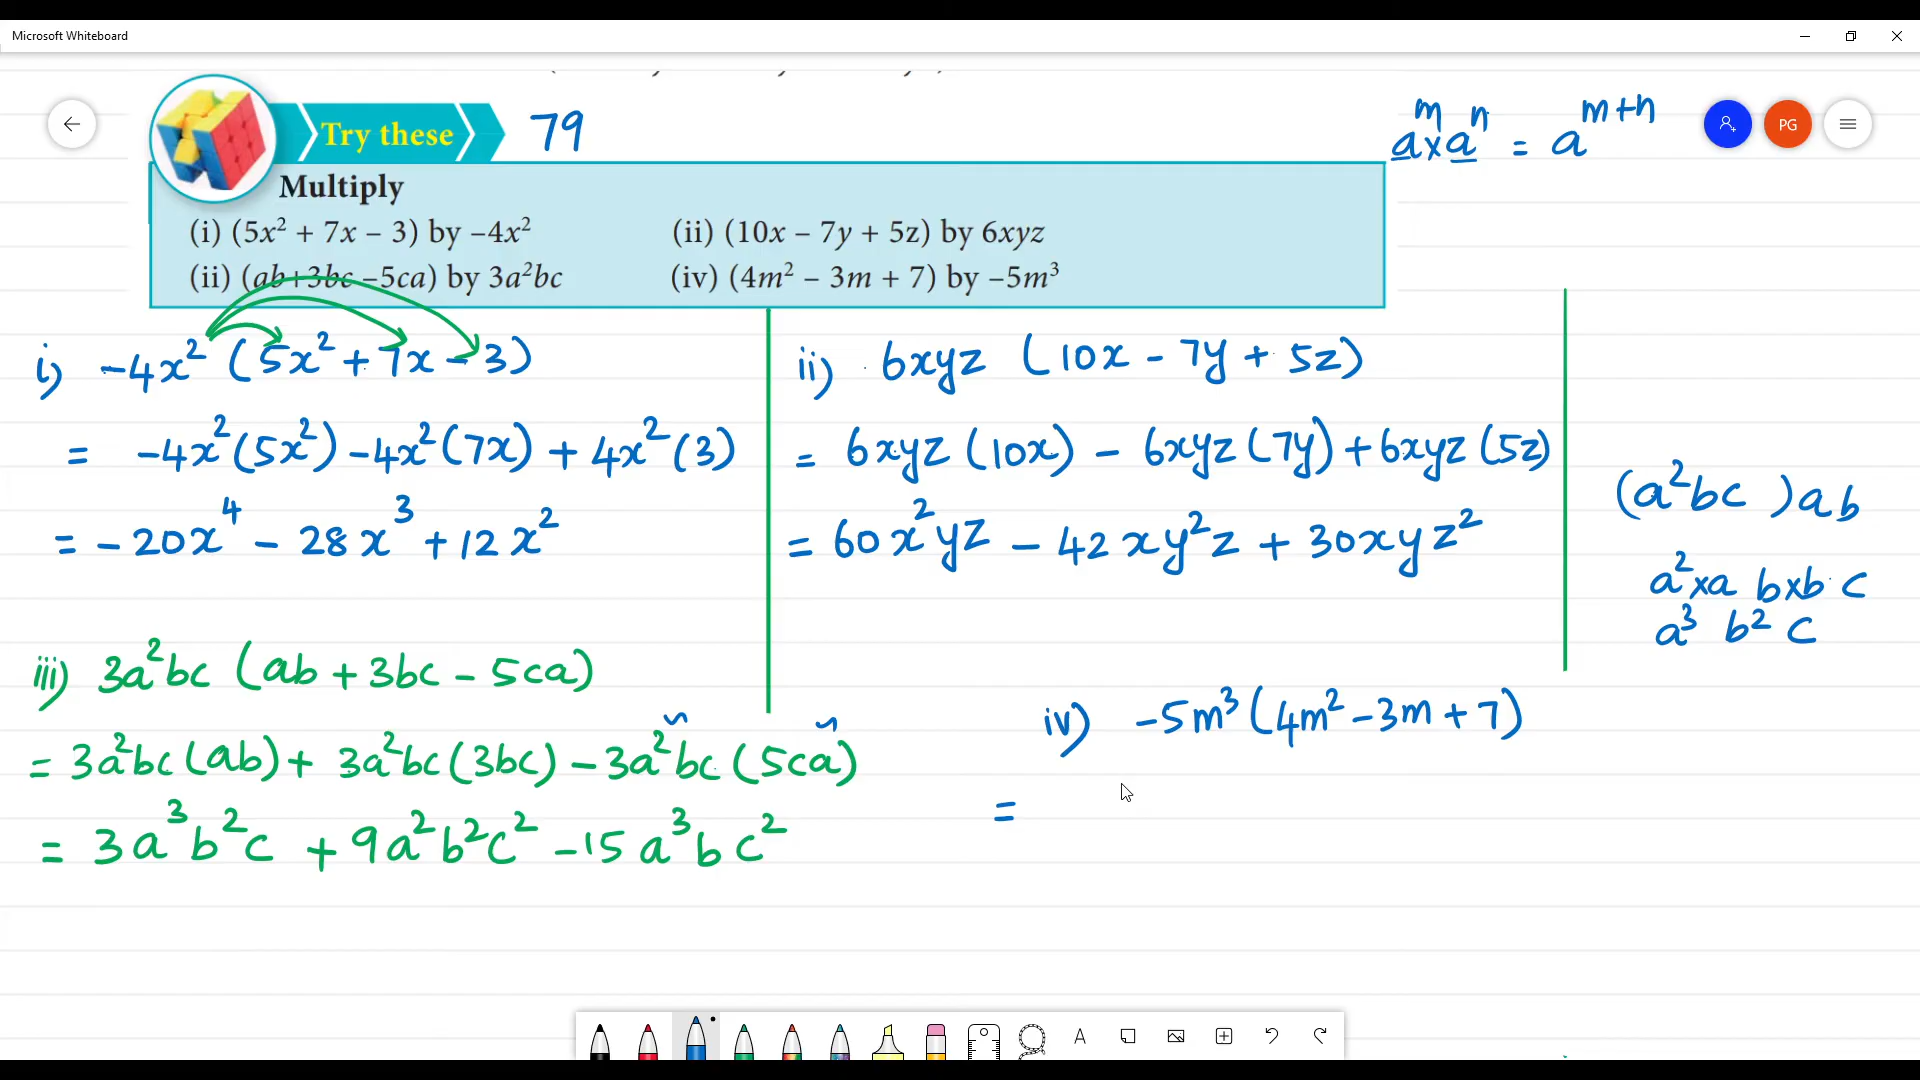 Microsoft Whiteboard
Try these 79
a^m × a^n = a^{m+n}
PG
Multiply
(i) (5x² + 7x – 3) by –4x² (ii) (10x – 7y + 5z) by 6xyz
(ii) (ab+3bc –5ca) by 3a²bc (iv) (4m² – 3m + 7) by –5m³
i) -4x² (5x² + 7x - 3)
= -4x²(5x²) - 4x²(7x) + 4x²(3)
= -20x⁴ - 28x³ + 12x²
ii) 6xyz (10x - 7y + 5z)
= 6xyz (10x) - 6xyz (7y) + 6xyz (5z)
= 60x²yz - 42xy²z + 30xyz²
(a²bc )ab
a²×a b×b c
a³ b² c
iii) 3a²bc (ab + 3bc - 5ca)
= 3a²bc(ab) + 3a²bc(3bc) - 3a²bc (5ca)
= 3a³b²c + 9a²b²c² - 15a³bc²
iv) -5m³(4m² - 3m + 7)
=
A